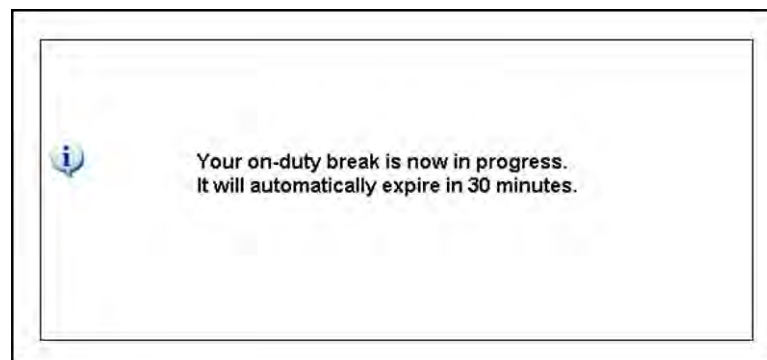 Your on-duty break is now in progress.
It will automatically expire in 30 minutes.